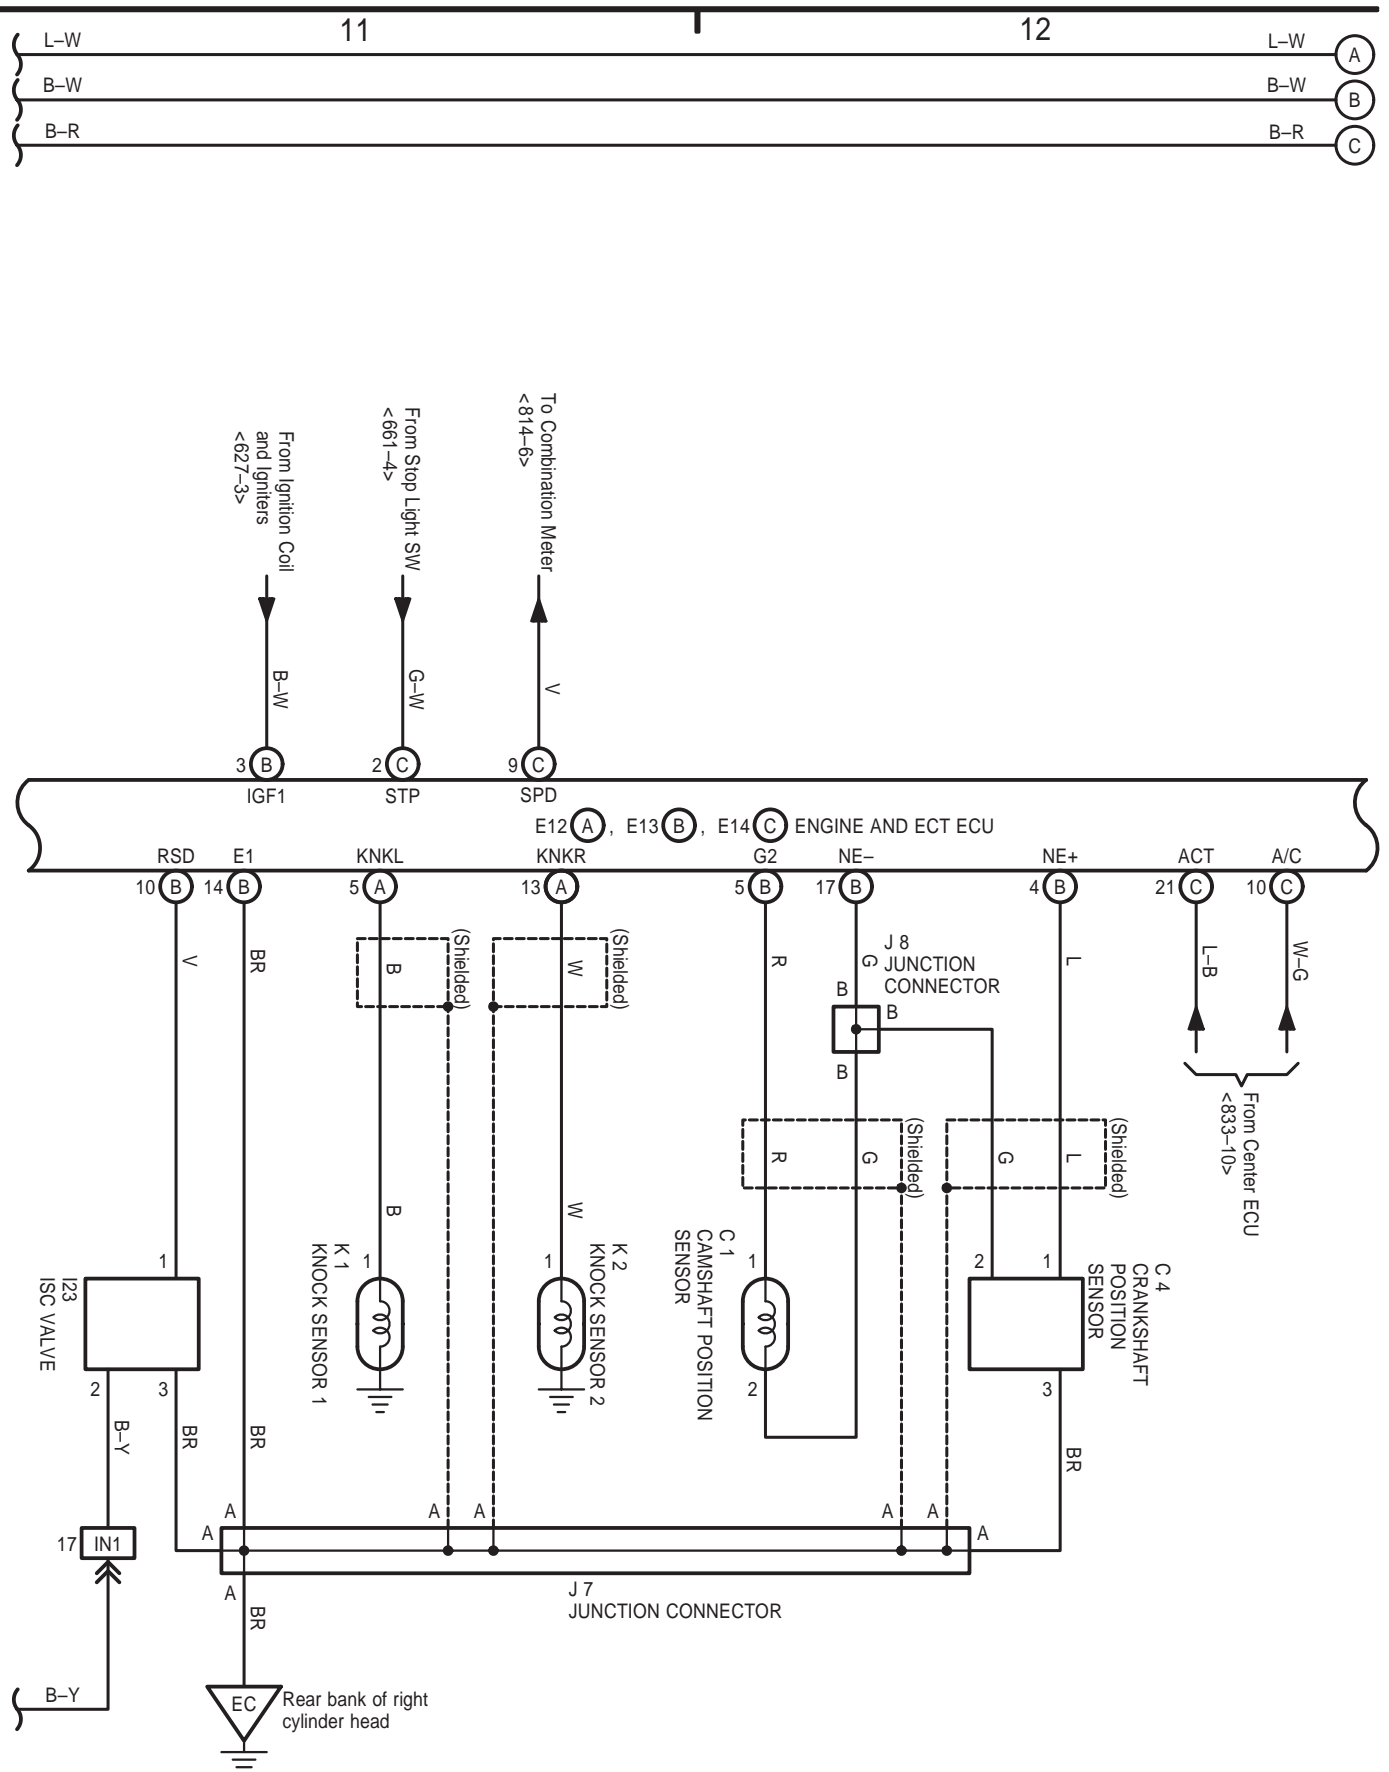 11
12
L–W
L–W
A
B–W
B–W
B
B–R
B–R
C
From Ignition Coil
and Igniters
<627–3>
From Stop Light SW
<661–4>
To Combination Meter
<814–6>
B–W
G–W
V
3
B
2
C
9
C
IGF1
STP
SPD
E12 A , E13 B , E14 C ENGINE AND ECT ECU
RSD
E1
KNKL
KNKR
G2
NE–
NE+
ACT
A/C
10
B
14
B
5
A
13
A
5
B
17
B
4
B
21
C
10
C
V
BR
B
(Shielded)
W
(Shielded)
R
G
J 8
JUNCTION
CONNECTOR
B
B
B
L
L–B
W–G
From Center ECU
<833–10>
R
G
(Shielded)
G
L
(Shielded)
B
W
1
I23
ISC VALVE
2
3
K 1
KNOCK SENSOR 1
1
K 2
KNOCK SENSOR 2
1
C 1
CAMSHAFT POSITION
SENSOR
1
2
2
1
C 4
CRANKSHAFT
POSITION
SENSOR
3
B–Y
BR
BR
BR
A
A
A
A
A
A
A
17
IN1
A
BR
J 7
JUNCTION CONNECTOR
B–Y
EC
Rear bank of right
cylinder head